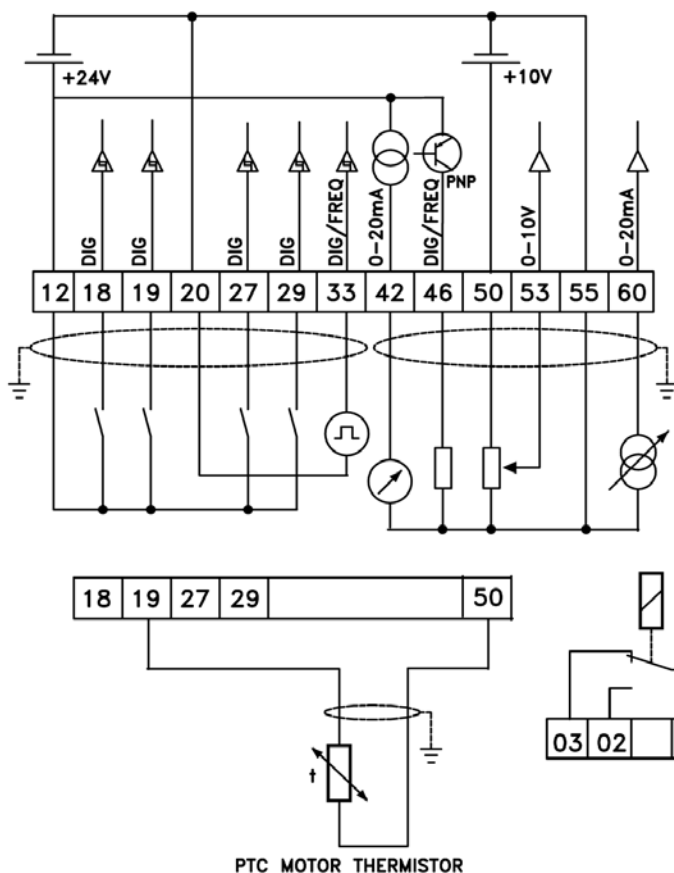 +24V
+10V
DIG
DIG
DIG
DIG
DIG/FREQ
0-20mA
DIG/FREQ
PNP
0-10V
0-20mA
12 18 19 20 27 29 33 42 46 50 53 55 60
18 19 27 29 50
03 02
t
PTC MOTOR THERMISTOR